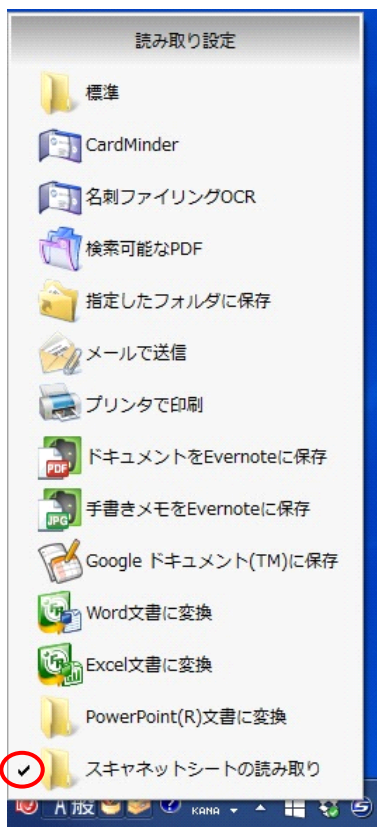 読み取り設定
標準
CardMinder
名刺ファイリングOCR
検索可能なPDF
指定したフォルダに保存
メールで送信
プリンタで印刷
PDF
ドキュメントをEvernoteに保存
JPG
手書きメモをEvernoteに保存
Google ドキュメント(TM)に保存
Word文書に変換
Excel文書に変換
PowerPoint(R)文書に変換
スキャネットシートの読み取り
A 般
KANA